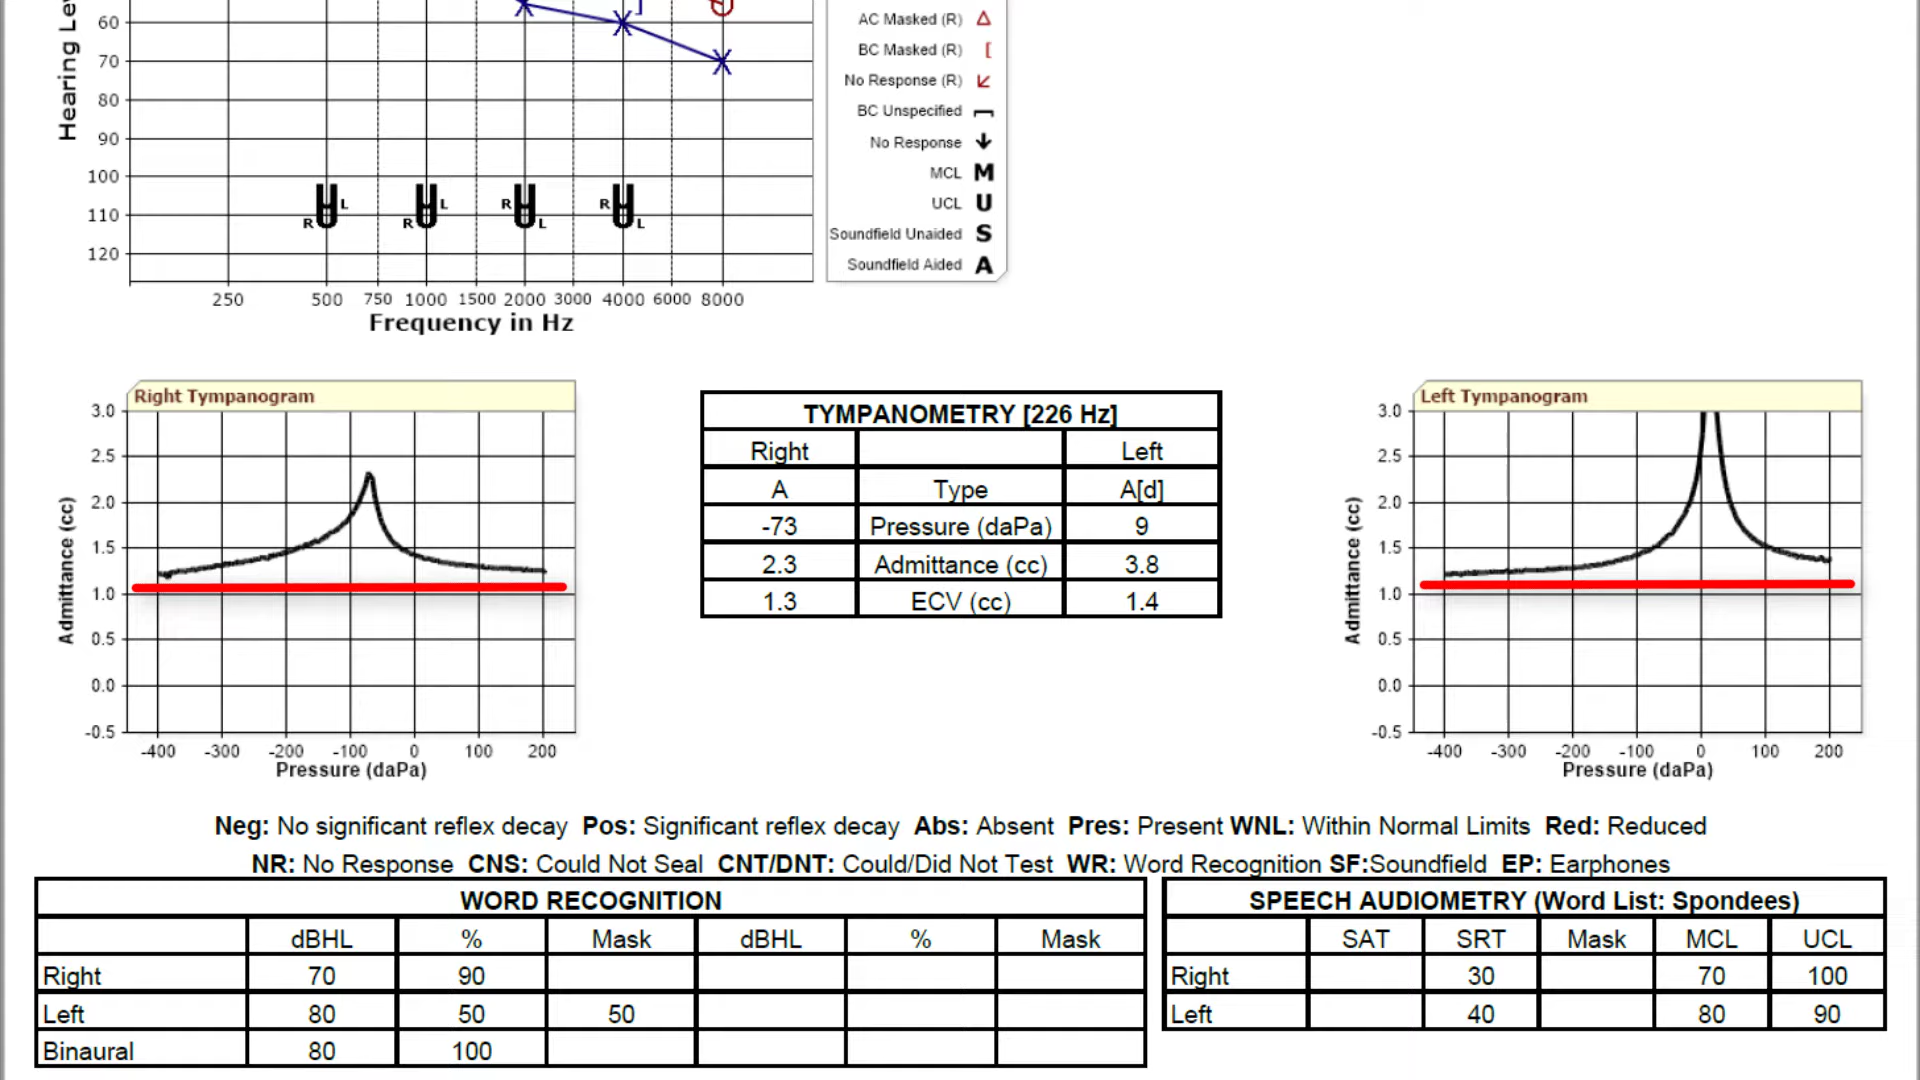 Hearing Leve
60
70
80
90
100
110
120
R U L
R U L
R U L
R U L
250 500 750 1000 1500 2000 3000 4000 6000 8000
Frequency in Hz
AC Masked (R)
BC Masked (R) [
No Response (R)
BC Unspecified
No Response
MCL M
UCL U
Soundfield Unaided S
Soundfield Aided A
Right Tympanogram
Admittance (cc)
3.0
2.5
2.0
1.5
1.0
0.5
0.0
-0.5
-400 -300 -200 -100 0 100 200
Pressure (daPa)
TYMPANOMETRY [226 Hz]
Right Left
A Type A[d]
-73 Pressure (daPa) 9
2.3 Admittance (cc) 3.8
1.3 ECV (cc) 1.4
Left Tympanogram
Admittance (cc)
3.0
2.5
2.0
1.5
1.0
0.5
0.0
-0.5
-400 -300 -200 -100 0 100 200
Pressure (daPa)
Neg: No significant reflex decay Pos: Significant reflex decay Abs: Absent Pres: Present WNL: Within Normal Limits Red: Reduced
NR: No Response CNS: Could Not Seal CNT/DNT: Could/Did Not Test WR: Word Recognition SF:Soundfield EP: Earphones
WORD RECOGNITION
dBHL % Mask dBHL % Mask
Right 70 90
Left 80 50 50
Binaural 80 100
SPEECH AUDIOMETRY (Word List: Spondees)
SAT SRT Mask MCL UCL
Right 30 70 100
Left 40 80 90